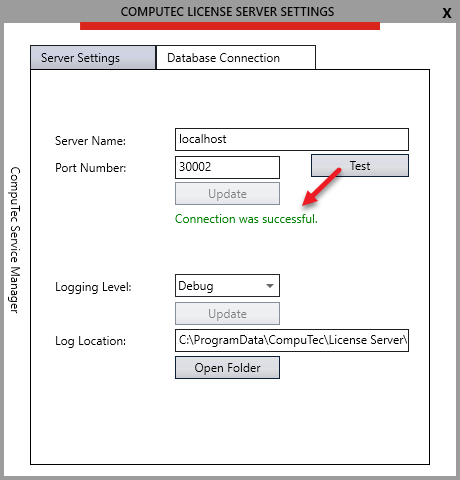 COMPUTEC LICENSE SERVER SETTINGS X
Server Settings Database Connection
CompuTec Service Manager
Server Name: localhost
Port Number: 30002 Test
Update
Connection was successful.
Logging Level: Debug
Update
Log Location: C:\ProgramData\CompuTec\License Server\
Open Folder